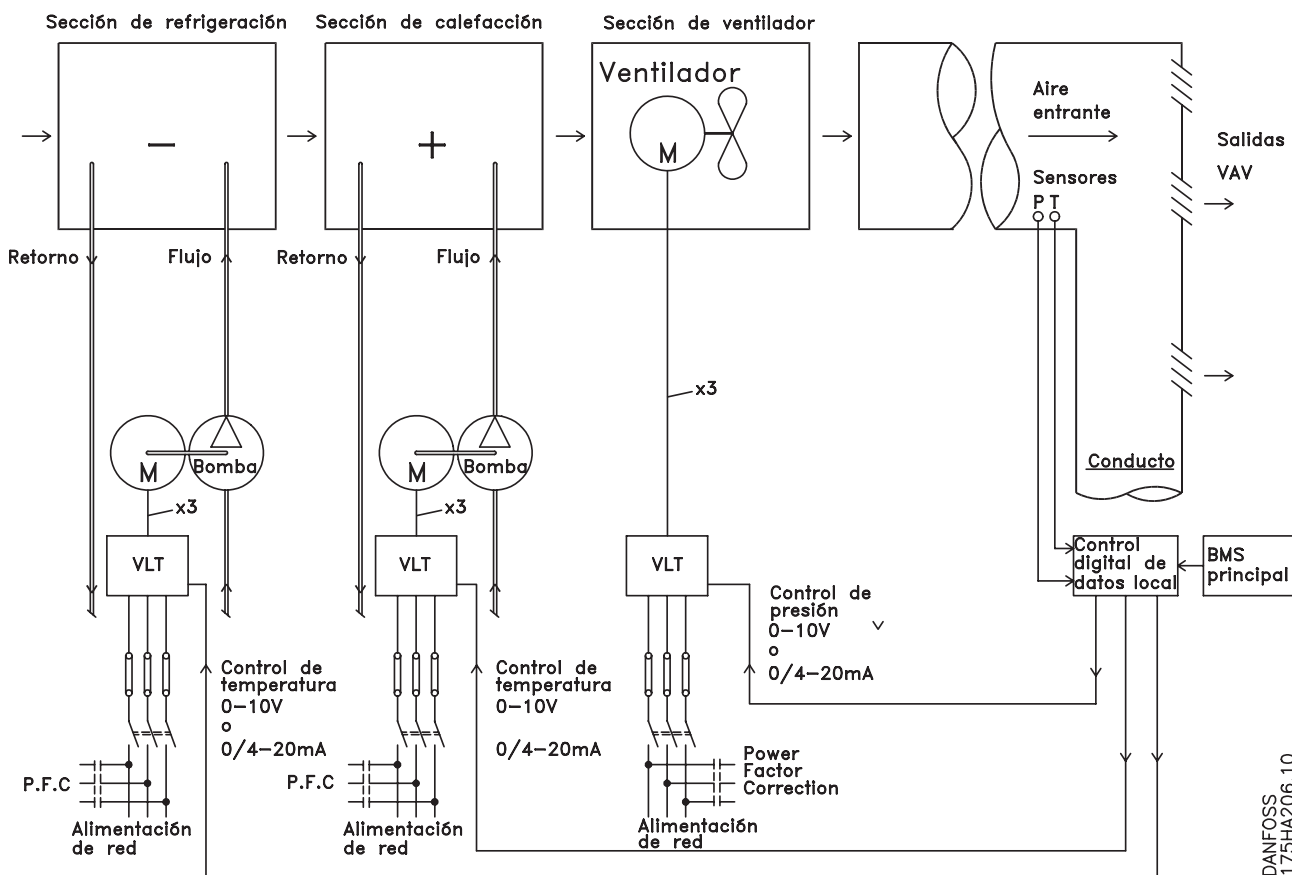 Sección de refrigeración
Sección de calefacción
Sección de ventilador
Ventilador
M
Aire
entrante
Salidas
VAV
Sensores
P T
Retorno
Flujo
Retorno
Flujo
x3
M
Bomba
M
Bomba
Conducto
x3
x3
VLT
VLT
VLT
Control
digital de
datos local
BMS
principal
Control de
presión
0-10V
o
0/4-20mA
Control de
temperatura
0-10V
o
0/4-20mA
Control de
temperatura
0-10V
o
0/4-20mA
P.F.C
P.F.C
Power
Factor
Correction
Alimentación
de red
Alimentación
de red
Alimentación
de red
DANFOSS
175HA206.10